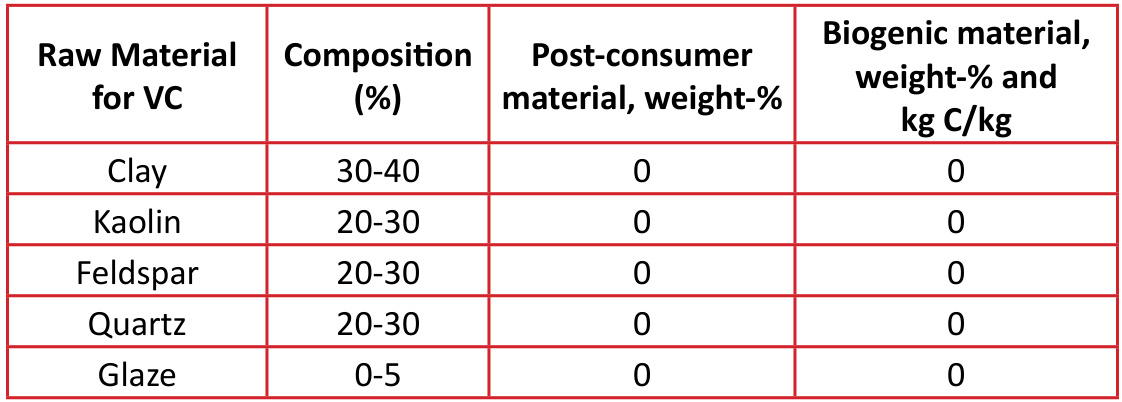 Raw Material for VC | Composition (%) | Post-consumer material, weight-% | Biogenic material, weight-% and kg C/kg
Clay | 30-40 | 0 | 0
Kaolin | 20-30 | 0 | 0
Feldspar | 20-30 | 0 | 0
Quartz | 20-30 | 0 | 0
Glaze | 0-5 | 0 | 0